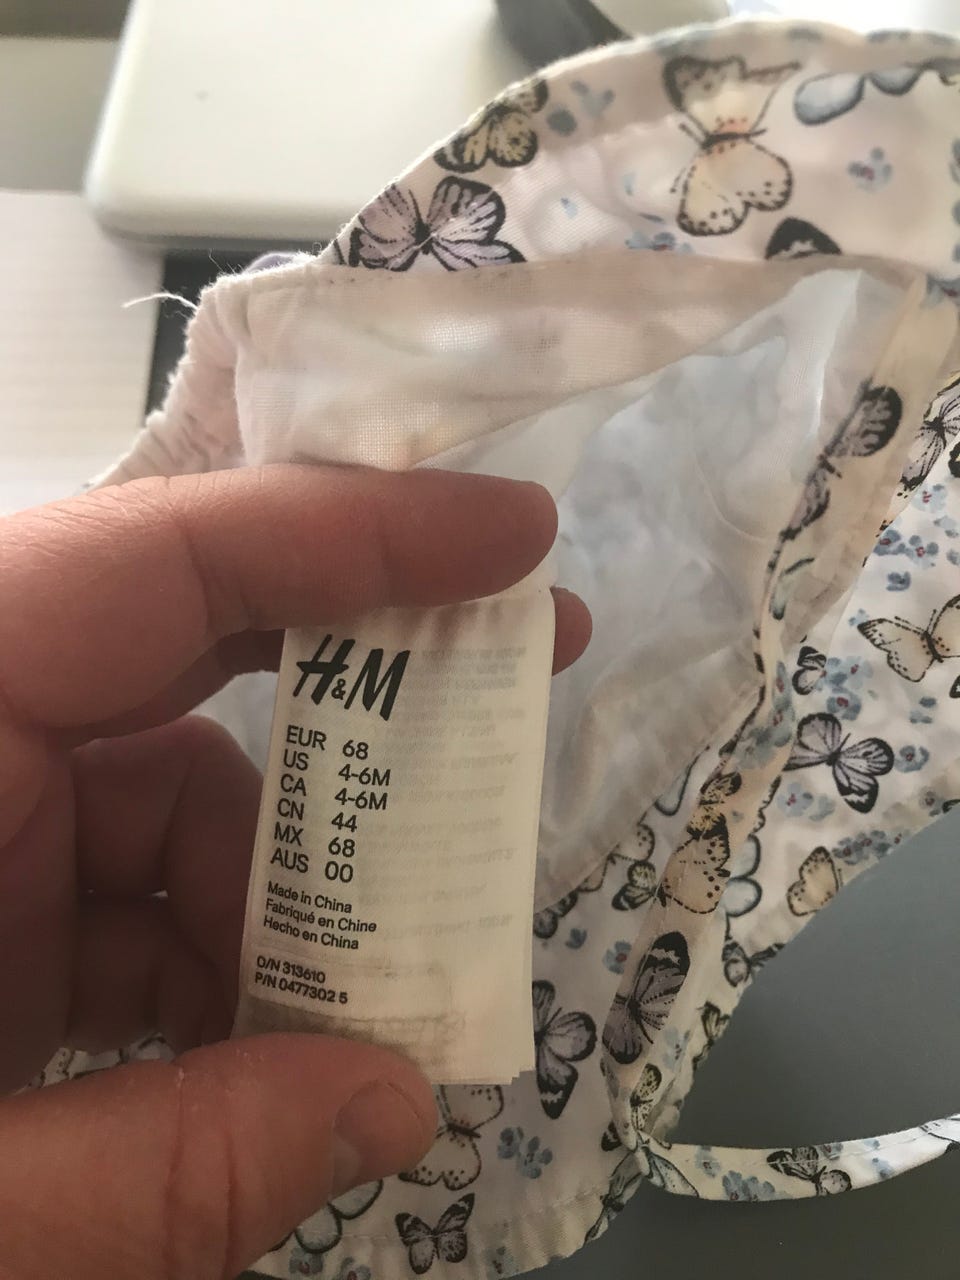 H&M
EUR 68
US 4-6M
CA 4-6M
CN 44
MX 68
AUS 00
Made in China
Fabriqué en Chine
Hecho en China
O/N 313610
P/N 0477302 5